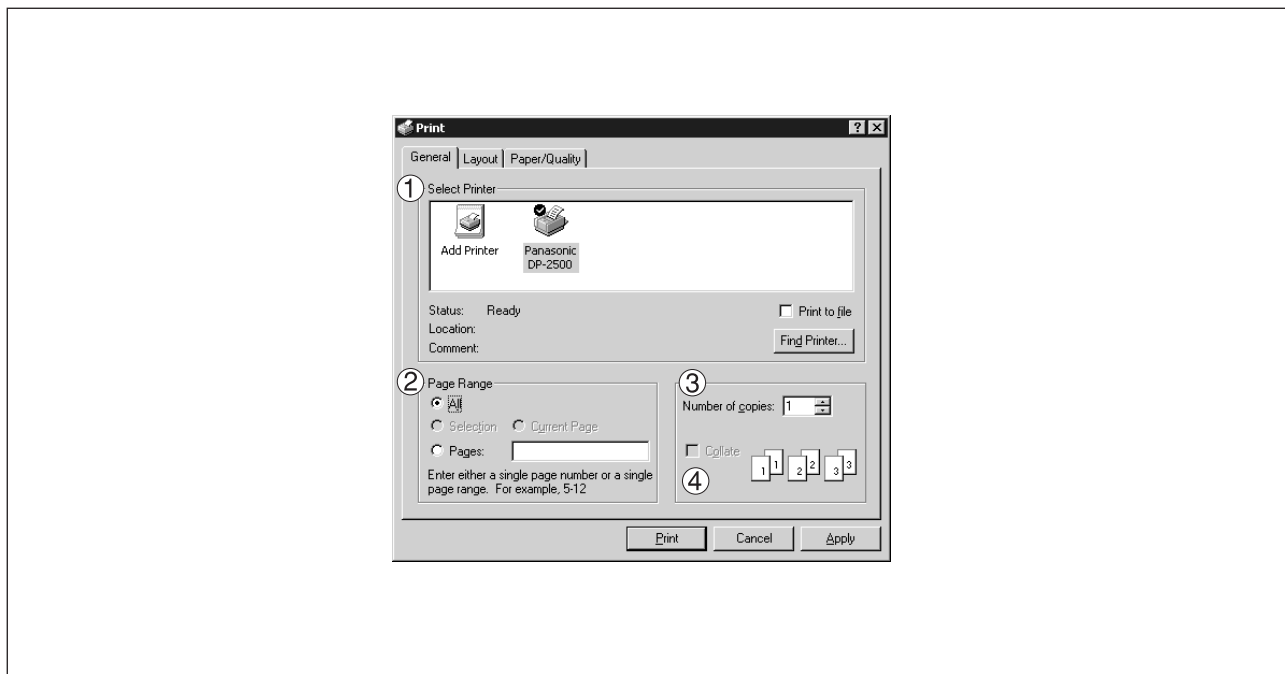 Print
General Layout Paper/Quality
① Select Printer
Add Printer
Panasonic
DP-2500
Status: Ready
Location:
Comment:
Print to file
Find Printer...
② Page Range
All
Selection Current Page
Pages:
Enter either a single page number or a single
page range. For example, 5-12
③
Number of copies: 1
Collate
④
1 1 2 2 3 3
Print Cancel Apply